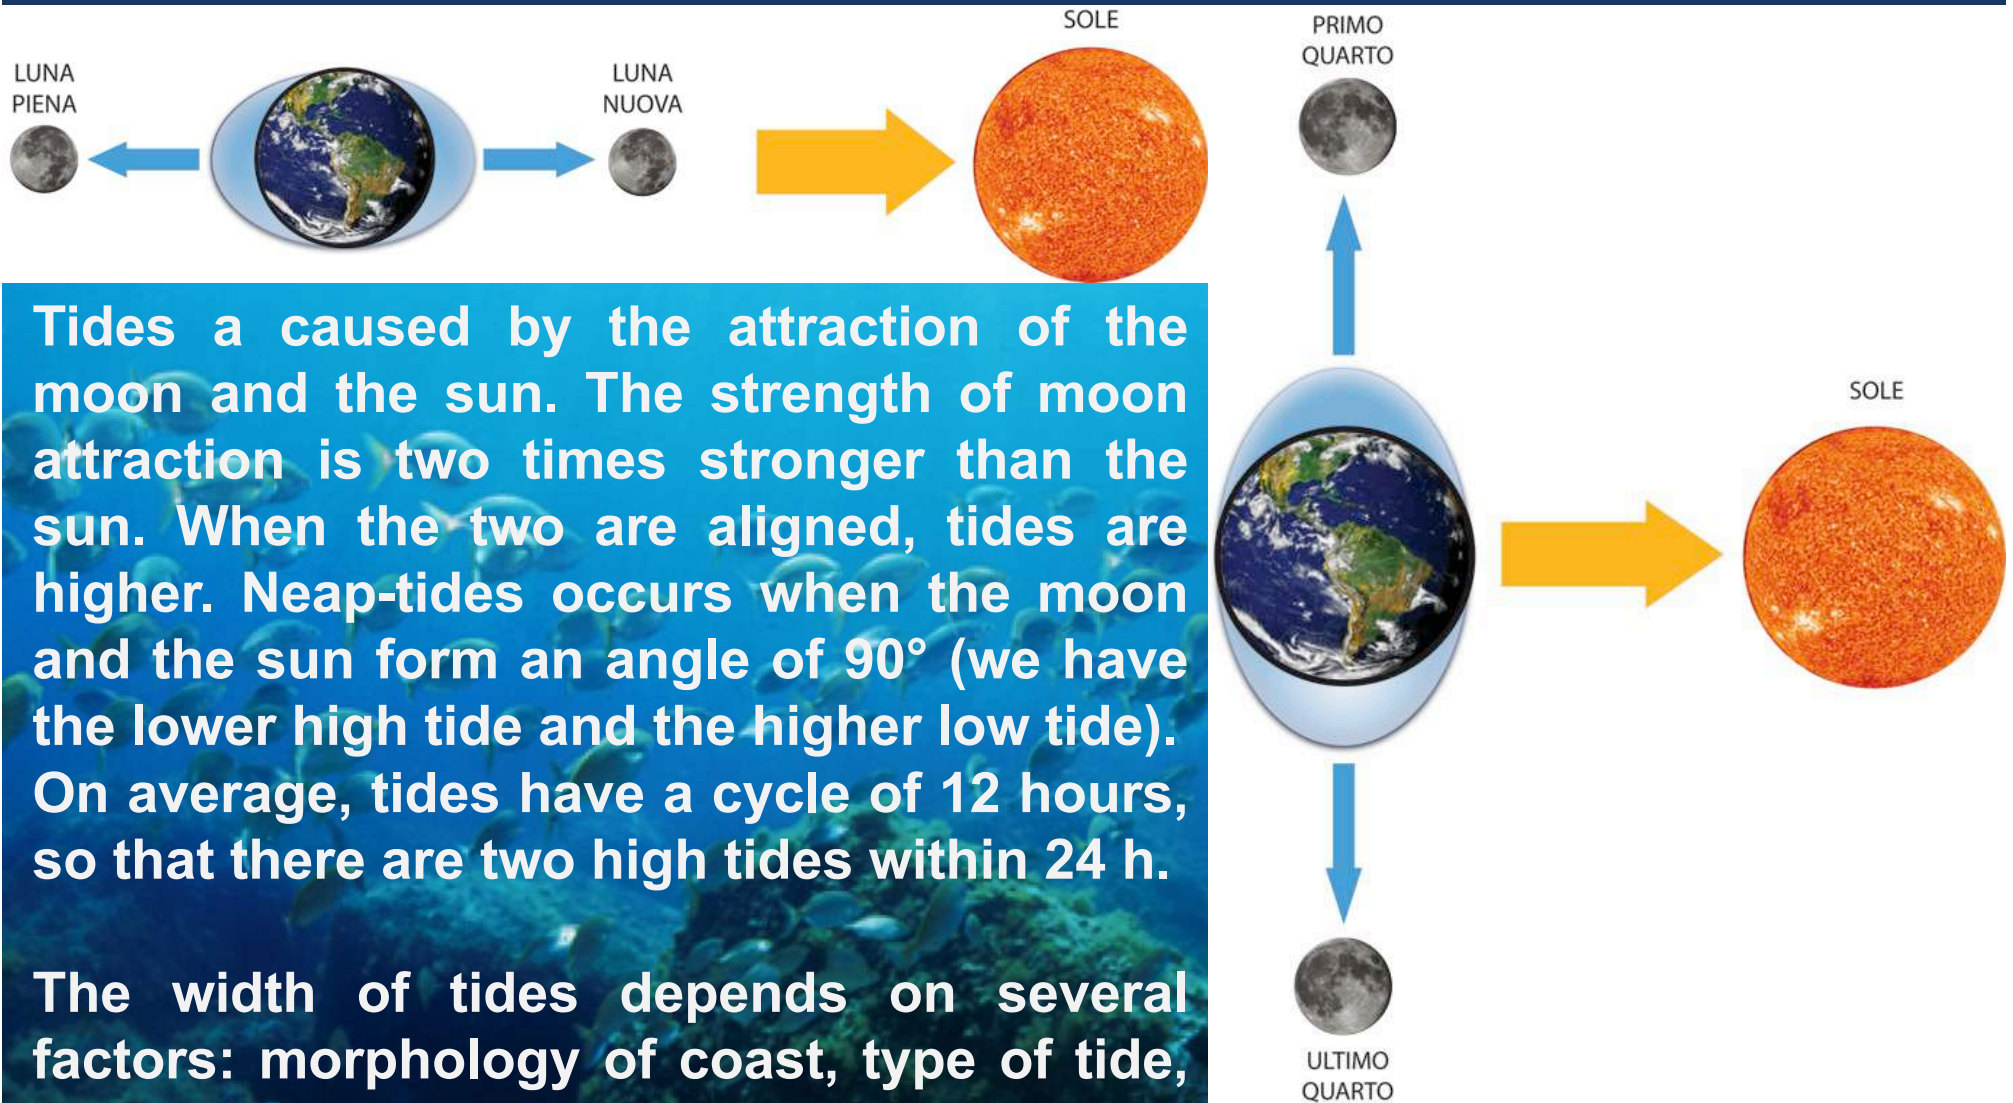 SOLE
LUNA
PIENA
LUNA
NUOVA
PRIMO
QUARTO
Tides a caused by the attraction of the
moon and the sun. The strength of moon
attraction is two times stronger than the
sun. When the two are aligned, tides are
higher. Neap-tides occurs when the moon
and the sun form an angle of 90° (we have
the lower high tide and the higher low tide).
On average, tides have a cycle of 12 hours,
so that there are two high tides within 24 h.
The width of tides depends on several
factors: morphology of coast, type of tide,
SOLE
ULTIMO
QUARTO